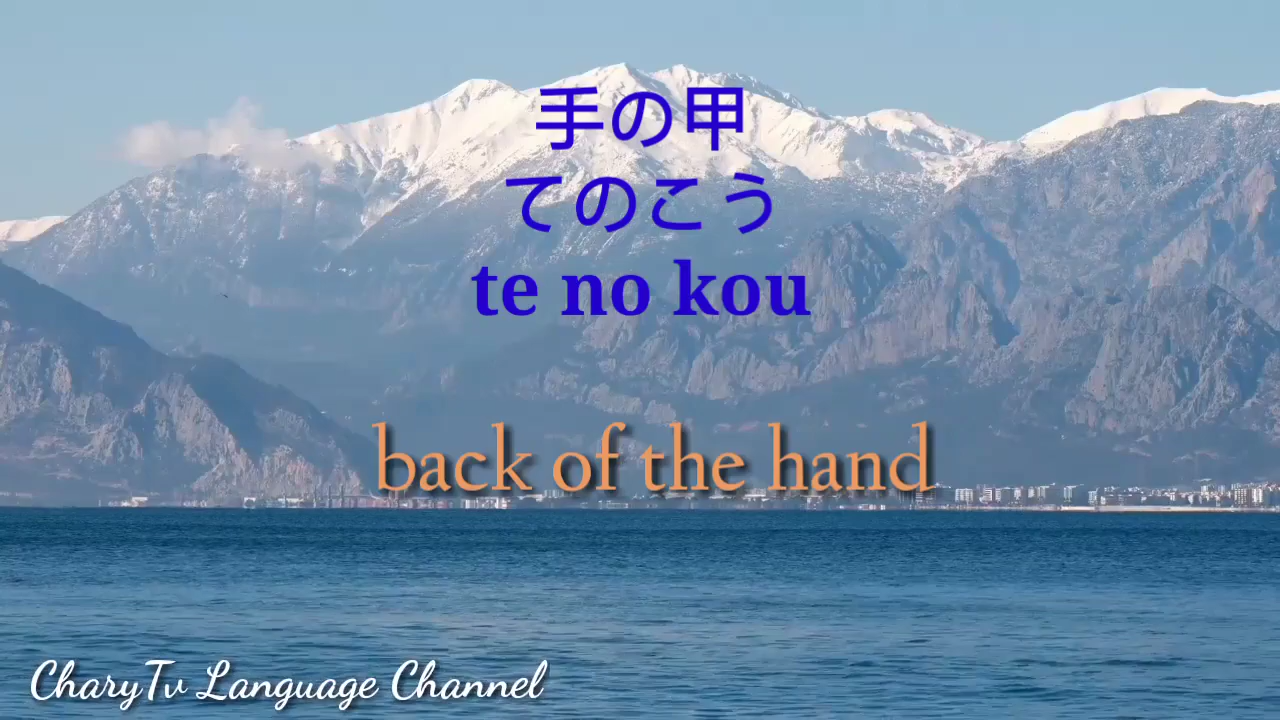 手の甲
てのこう
te no kou
back of the hand
CharyTv Language Channel